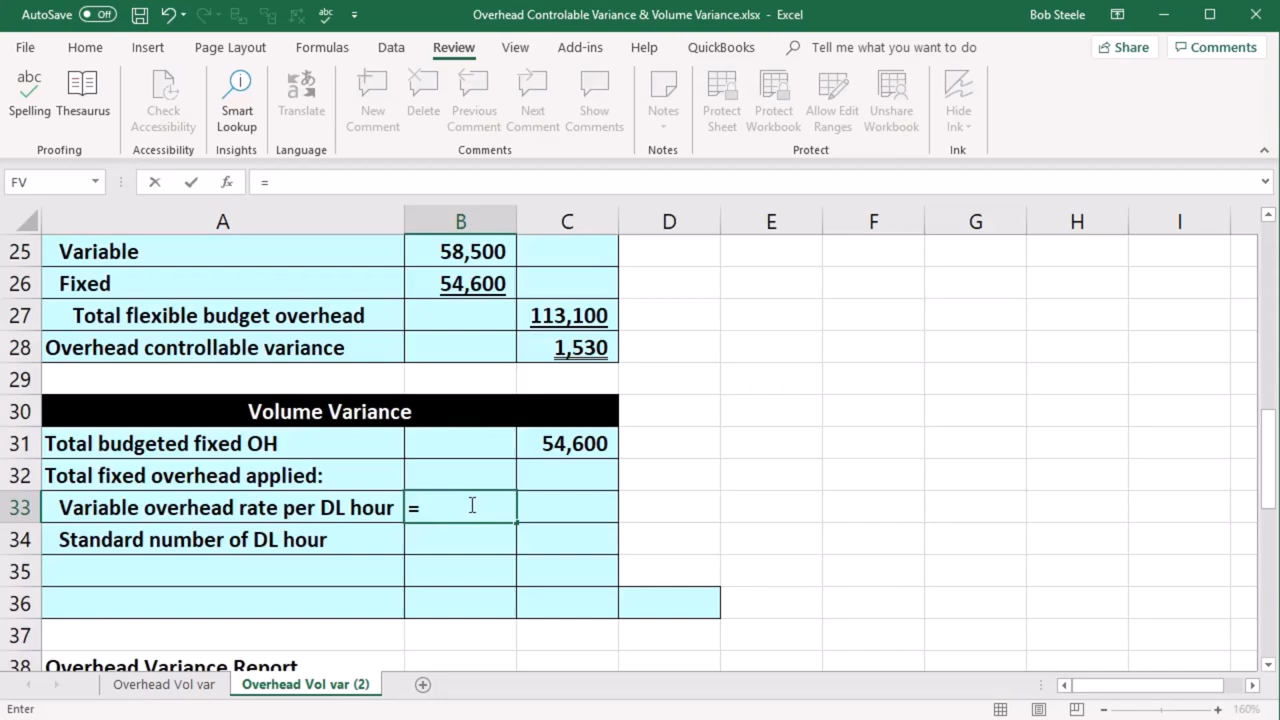 AutoSave Off abc Overhead Controlable Variance & Volume Variance.xlsx - Excel Bob Steele
File Home Insert Page Layout Formulas Data Review View Add-ins Help QuickBooks Tell me what you want to do Share Comments
abc
Spelling Thesaurus Check Accessibility Smart Lookup Translate New Comment Delete Previous Comment Next Comment Show Comments Notes Protect Sheet Protect Workbook Allow Edit Ranges Unshare Workbook Hide Ink
Proofing Accessibility Insights Language Comments Notes Protect Ink
FV fx =
A B C D E F G H I
25 Variable 58,500
26 Fixed 54,600
27 Total flexible budget overhead 113,100
28 Overhead controllable variance 1,530
29
30 Volume Variance
31 Total budgeted fixed OH 54,600
32 Total fixed overhead applied:
33 Variable overhead rate per DL hour =
34 Standard number of DL hour
35
36
37
38 Overhead Variance Report
Overhead Vol var Overhead Vol var (2)
Enter 160%